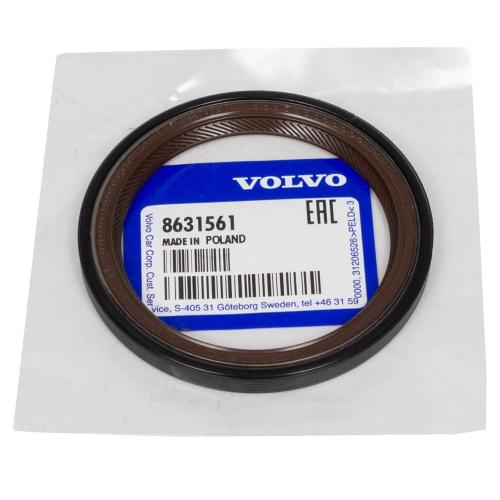 VOLVO
8631561
MADE IN POLAND
EAC
Volvo Car Corp. Cust. Service, S-405 31 Göteborg Sweden, tel +46 31 59 0000, 31206526 >PELD< 3